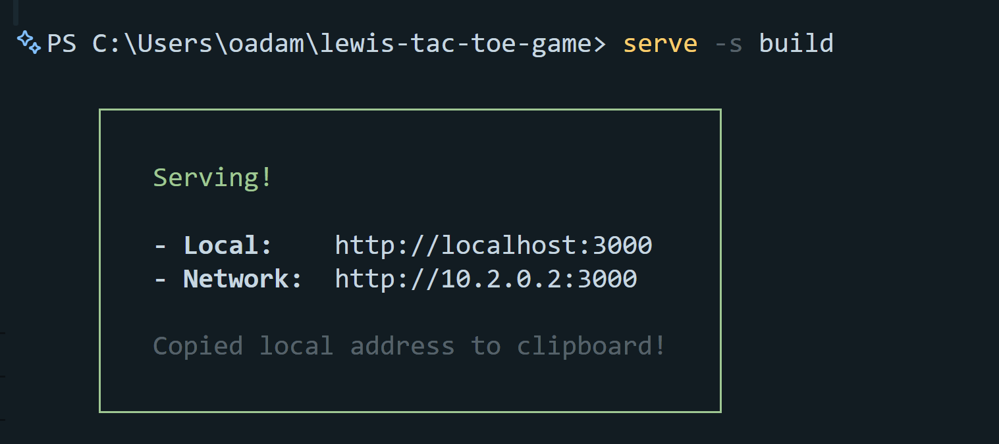 PS C:\Users\oadam\lewis-tac-toe-game> serve -s build
Serving!
- Local:    http://localhost:3000
- Network:  http://10.2.0.2:3000
Copied local address to clipboard!